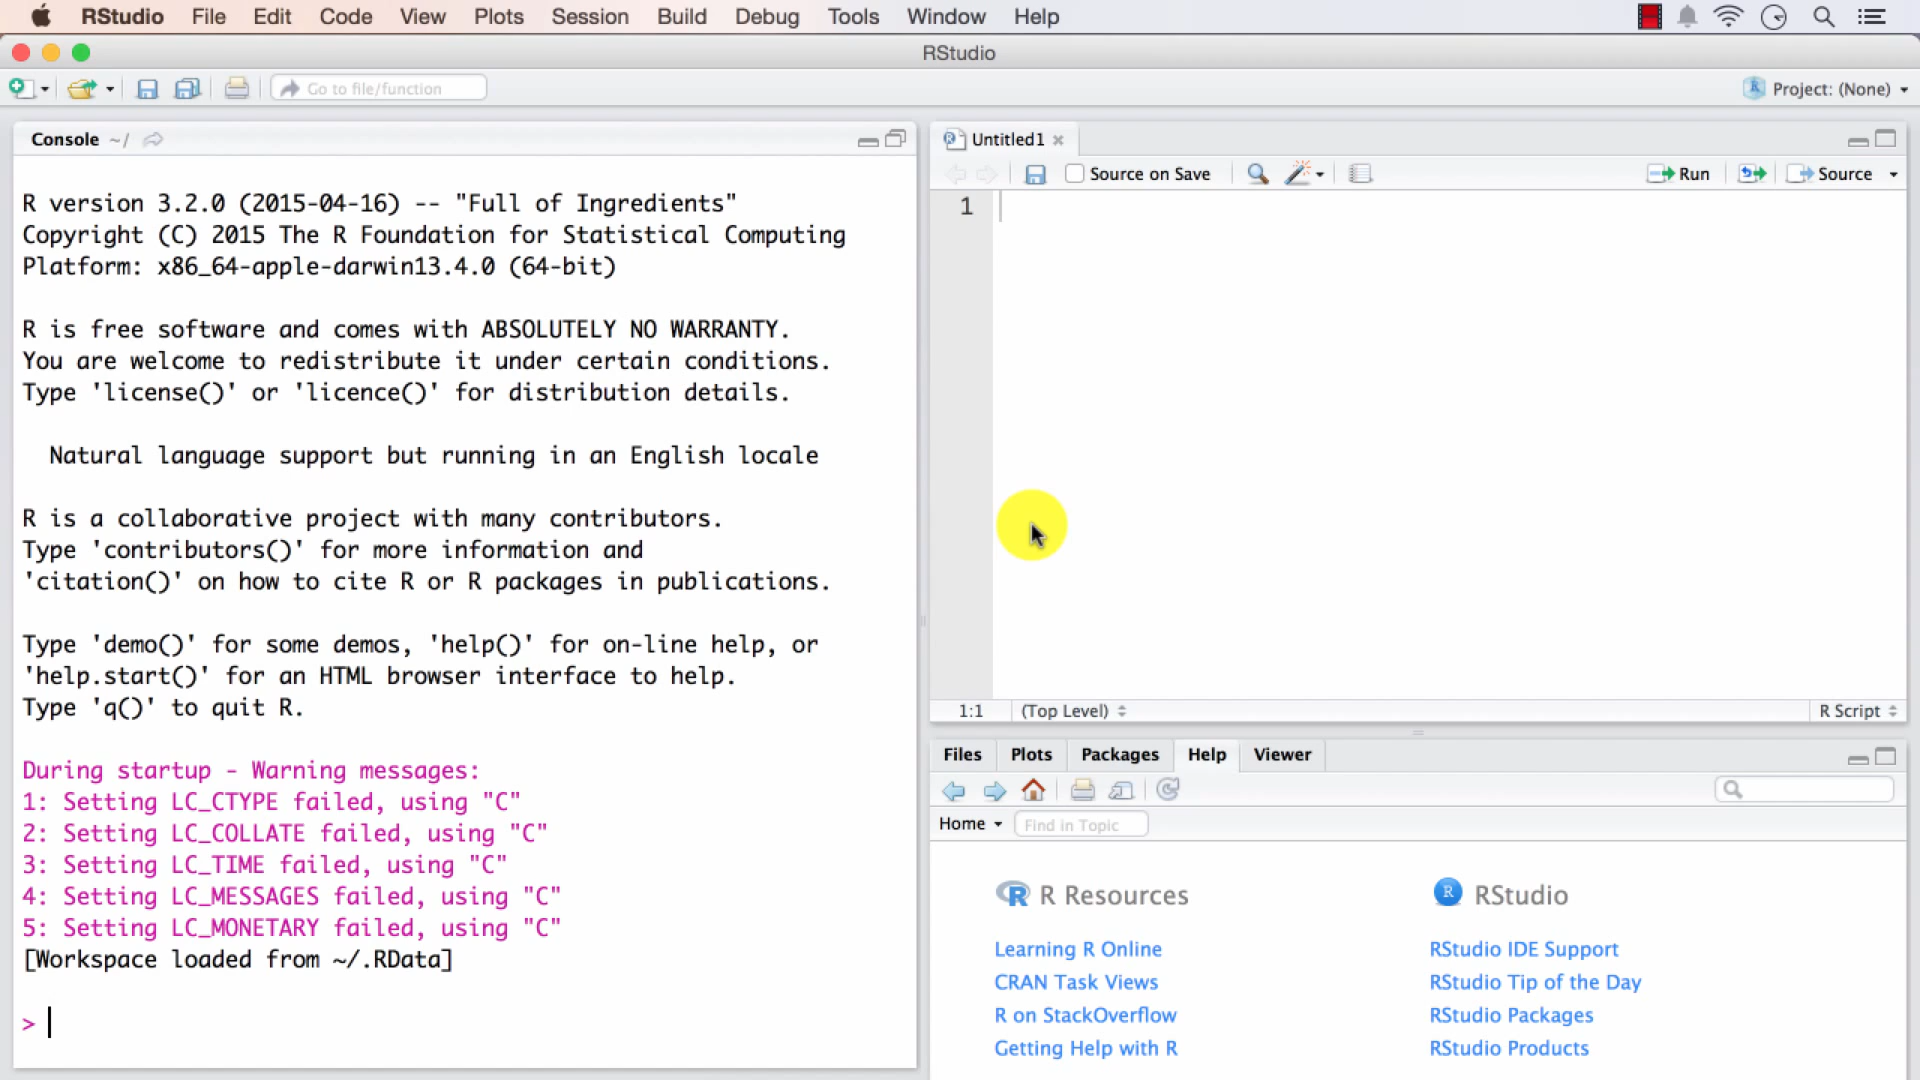 RStudio File Edit Code View Plots Session Build Debug Tools Window Help
RStudio
Go to file/function
Project: (None)
Console ~/
R version 3.2.0 (2015-04-16) -- "Full of Ingredients"
Copyright (C) 2015 The R Foundation for Statistical Computing
Platform: x86_64-apple-darwin13.4.0 (64-bit)
R is free software and comes with ABSOLUTELY NO WARRANTY.
You are welcome to redistribute it under certain conditions.
Type 'license()' or 'licence()' for distribution details.
Natural language support but running in an English locale
R is a collaborative project with many contributors.
Type 'contributors()' for more information and
'citation()' on how to cite R or R packages in publications.
Type 'demo()' for some demos, 'help()' for on-line help, or
'help.start()' for an HTML browser interface to help.
Type 'q()' to quit R.
During startup - Warning messages:
1: Setting LC_CTYPE failed, using "C"
2: Setting LC_COLLATE failed, using "C"
3: Setting LC_TIME failed, using "C"
4: Setting LC_MESSAGES failed, using "C"
5: Setting LC_MONETARY failed, using "C"
[Workspace loaded from ~/.RData]
>
Untitled1
Source on Save Run Source
1
1:1 (Top Level) R Script
Files Plots Packages Help Viewer
Home Find in Topic
R Resources
Learning R Online
CRAN Task Views
R on StackOverflow
Getting Help with R
R RStudio
RStudio IDE Support
RStudio Tip of the Day
RStudio Packages
RStudio Products